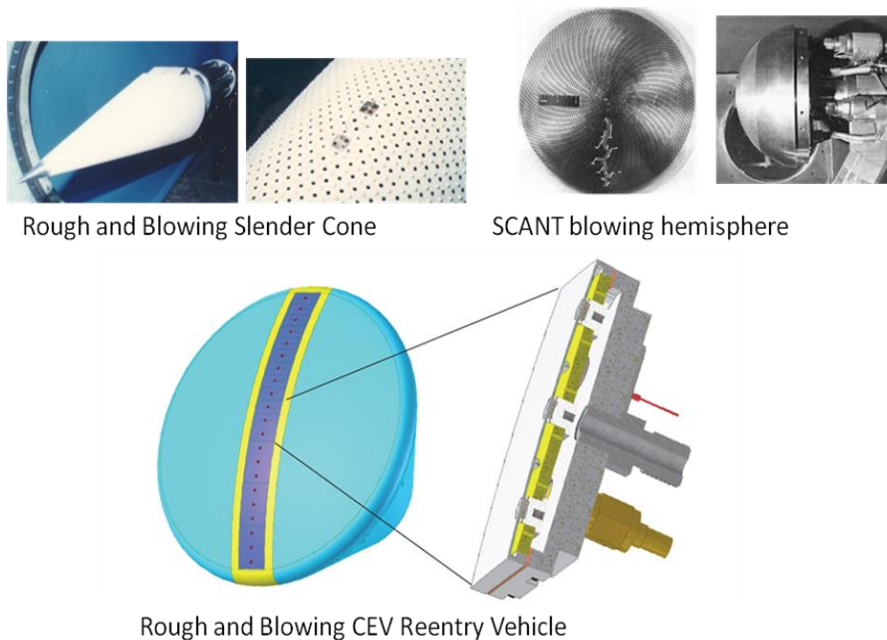 Rough and Blowing Slender Cone
SCANT blowing hemisphere
Rough and Blowing CEV Reentry Vehicle